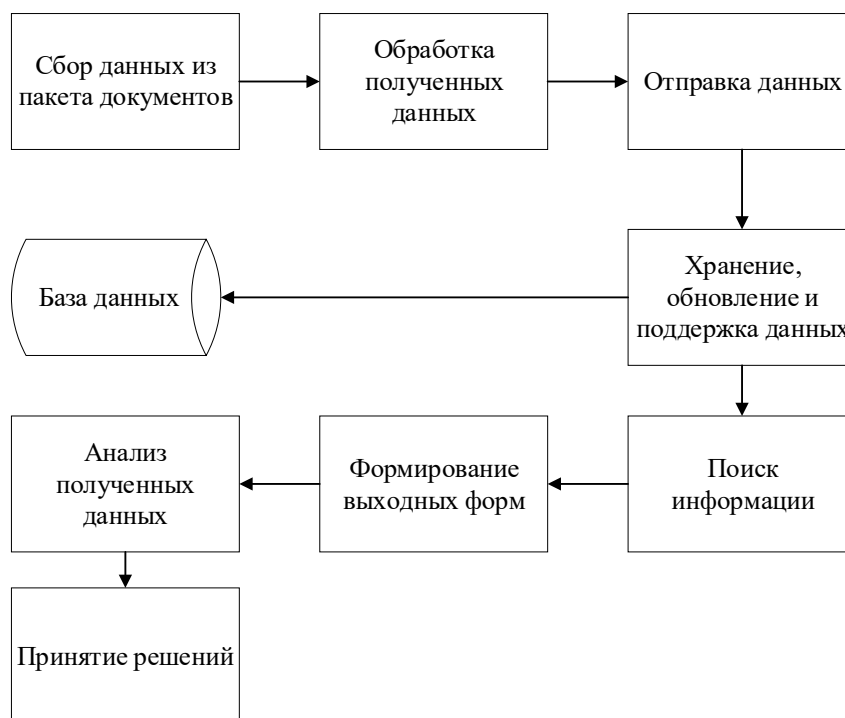 Сбор данных из
пакета документов
Обработка
полученных
данных
Отправка данных
База данных
Хранение,
обновление и
поддержка данных
Анализ
полученных
данных
Формирование
выходных форм
Поиск
информации
Принятие решений